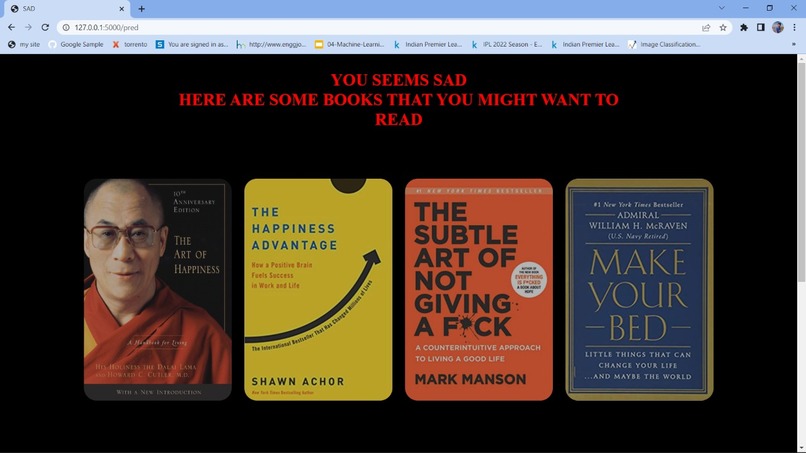 SAD
127.0.0.1:5000/pred
my site
Google Sample
torrento
You are signed in as...
http://www.enggjo...
04-Machine-Learni...
Indian Premier Lea...
IPL 2022 Season - E...
Indian Premier Lea...
Image Classification...
YOU SEEMS SAD
HERE ARE SOME BOOKS THAT YOU MIGHT WANT TO
READ
10TH
ANNIVERSARY
EDITION
THE
ART OF
HAPPINESS
A Handbook for Living
HIS HOLINESS THE DALAI LAMA
AND HOWARD C. CUTLER, M.D.
WITH A NEW INTRODUCTION
THE
HAPPINESS
ADVANTAGE
How a Positive Brain
Fuels Success
in Work and Life
The International Bestseller That Has Changed Millions of Lives
SHAWN ACHOR
New York Times Bestselling Author
#1 NEW YORK TIMES BESTSELLER
THE
SUBTLE
ART OF
NOT
GIVING
A F CK
AUTHOR OF
EVERYTHING
IS F*CKED
A BOOK ABOUT
HOPE
A COUNTERINTUITIVE APPROACH
TO LIVING A GOOD LIFE
MARK MANSON
#1 New York Times Bestseller
ADMIRAL
WILLIAM H. McRAVEN
(U.S. Navy Retired)
MAKE
YOUR
BED
LITTLE THINGS THAT CAN
CHANGE YOUR LIFE
...AND MAYBE THE WORLD